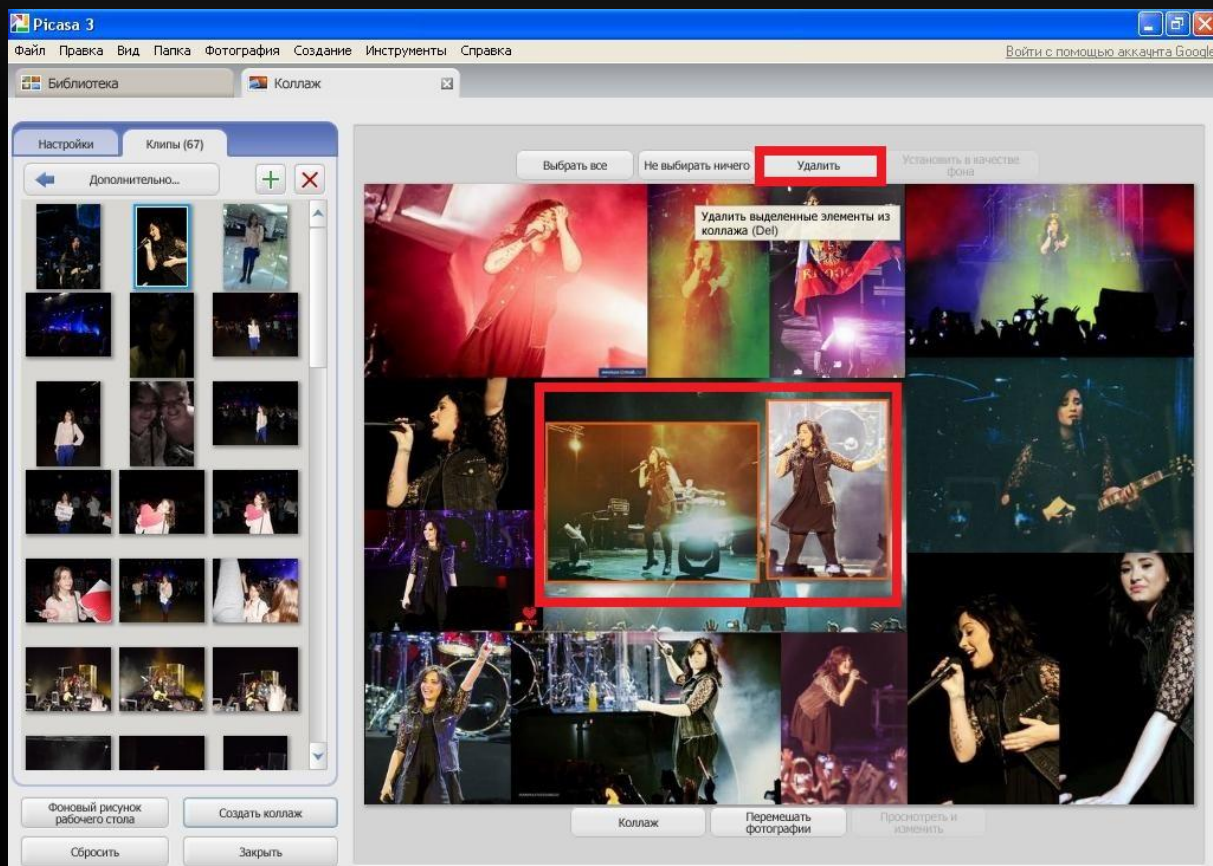 Picasa 3
Файл Правка Вид Папка Фотография Создание Инструменты Справка
Войти с помощью аккаунта Google
Библиотека
Коллаж
Настройки
Клипы (67)
Дополнительно...
Выбрать все
Не выбирать ничего
Удалить
Установить в качестве
фона
Удалить выделенные элементы из
коллажа (Del)
Фоновый рисунок
рабочего стола
Создать коллаж
Сбросить
Закрыть
Коллаж
Перемешать
фотографии
Просмотреть и
изменить